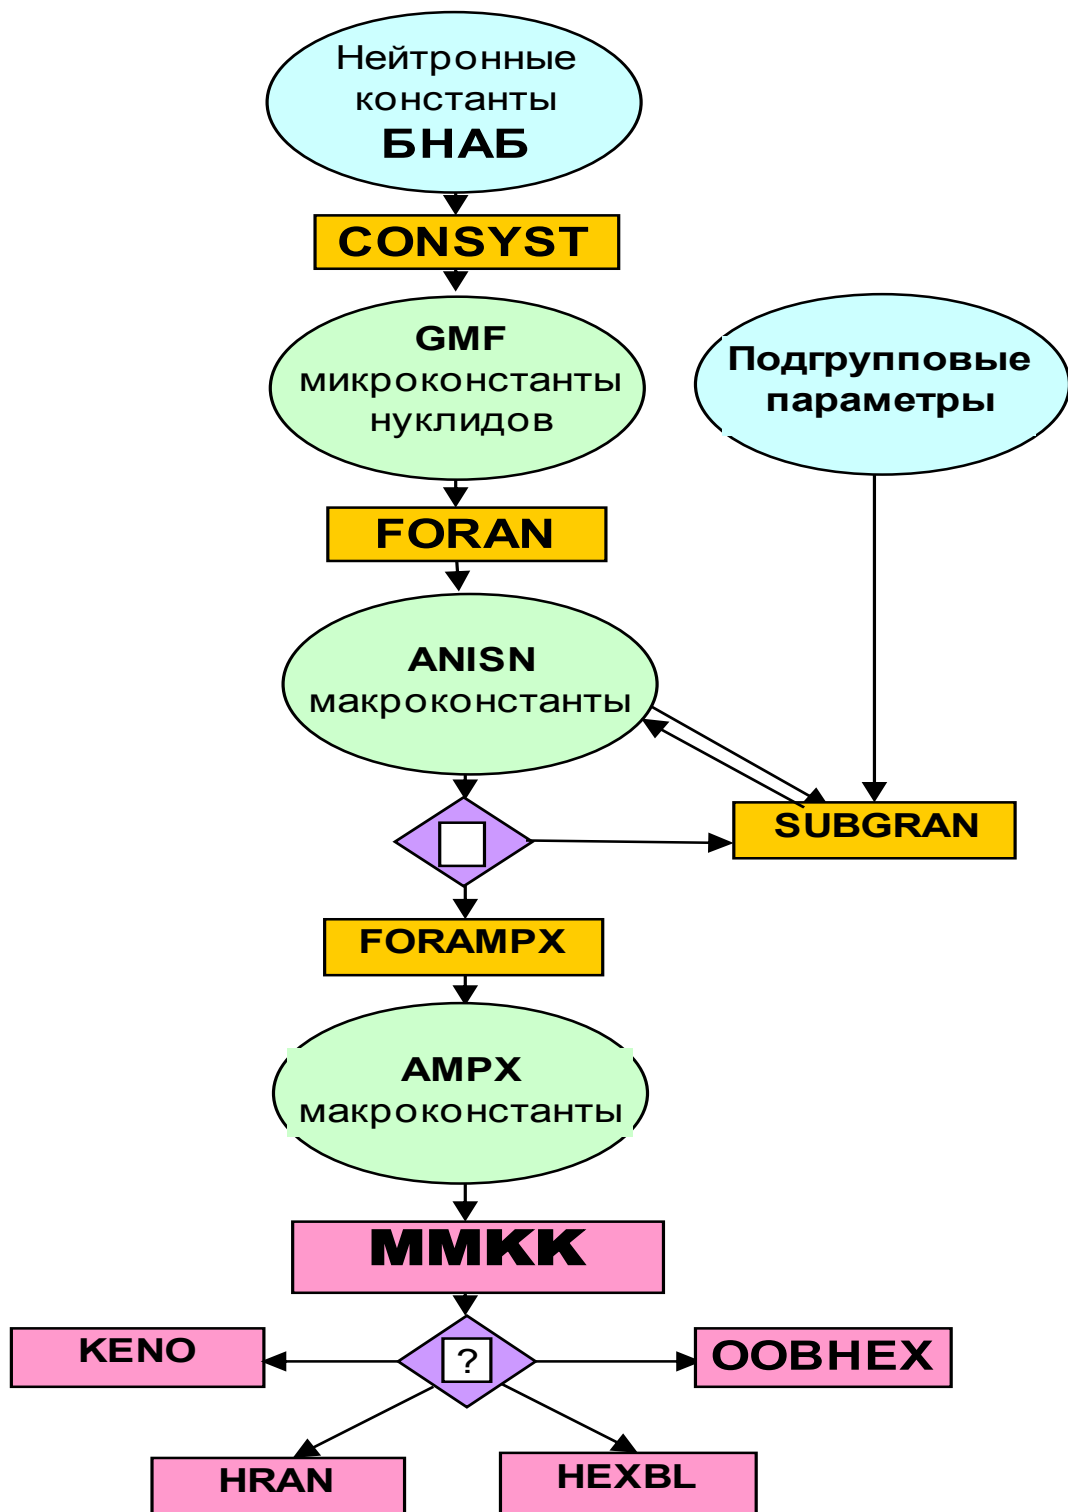 Нейтронные
константы
БНАБ
CONSYST
GMF
микроконстанты
нуклидов
Подгрупповые
параметры
FORAN
ANISN
макроконстанты
SUBGRAN
FORAMPX
AMPX
макроконстанты
ММКК
KENO
?
OOBHEX
HRAN
HEXBL